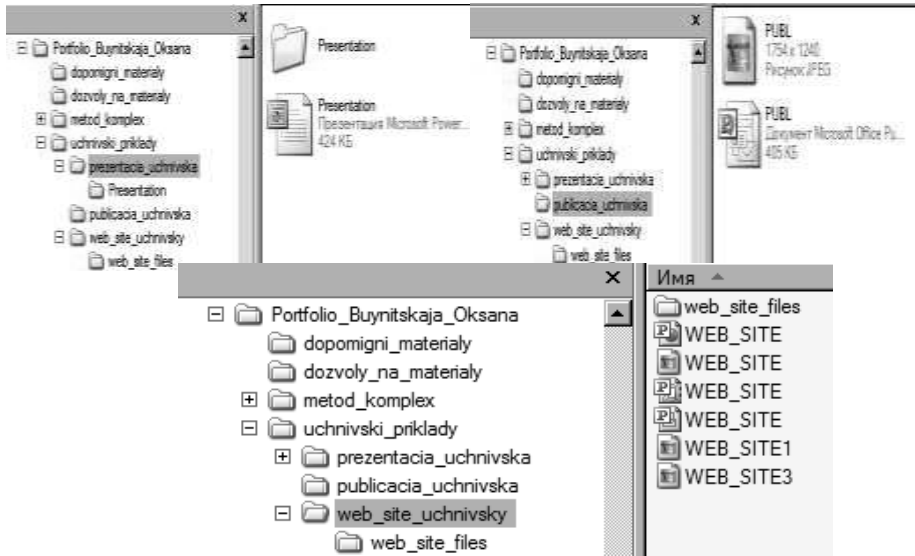 x
Portfolio_Buynitskaja_Oksana
dopomigni_materialy
dozvoly_na_materialy
metod_komplex
uchnivski_priklady
prezentacia_uchnivska
Presentation
publicacia_uchnivska
web_site_uchnivsky
web_site_files
Presentation
Presentation
Презентация Microsoft Power...
424 КБ
x
Portfolio_Buynitskaja_Oksana
dopomigni_materialy
dozvoly_na_materialy
metod_komplex
uchnivski_priklady
prezentacia_uchnivska
publicacia_uchnivska
web_site_uchnivsky
web_site_files
PUBL
1754 x 1240
Рисунок JPEG
PUBL
Документ Microsoft Office Pu...
405 КБ
×
Portfolio_Buynitskaja_Oksana
dopomigni_materialy
dozvoly_na_materialy
metod_komplex
uchnivski_priklady
prezentacia_uchnivska
publicacia_uchnivska
web_site_uchnivsky
web_site_files
Имя
web_site_files
WEB_SITE
WEB_SITE
WEB_SITE
WEB_SITE
WEB_SITE1
WEB_SITE3